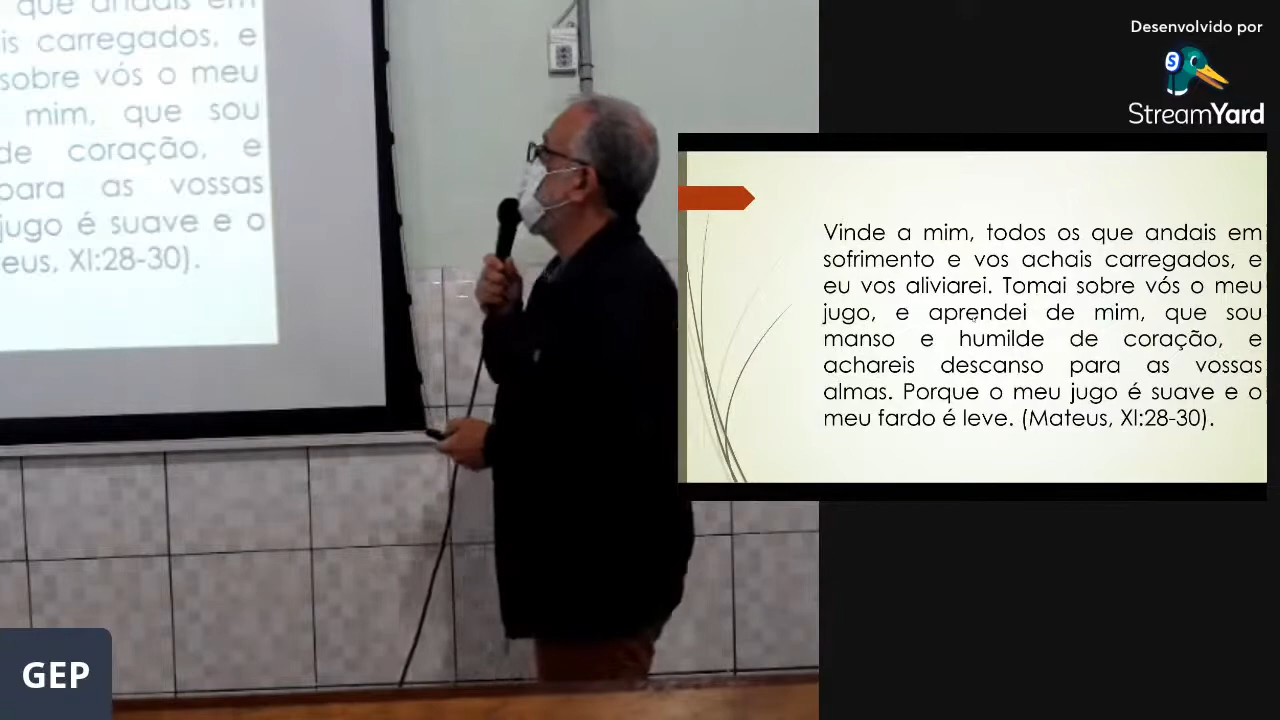 que andais em
is carregados, e
sobre vós o meu
mim, que sou
de coração, e
para as vossas
jugo é suave e o
eus, XI:28-30).
Desenvolvido por
S
StreamYard
Vinde a mim, todos os que andais em
sofrimento e vos achais carregados, e
eu vos aliviarei. Tomai sobre vós o meu
jugo, e aprendei de mim, que sou
manso e humilde de coração, e
achareis descanso para as vossas
almas. Porque o meu jugo é suave e o
meu fardo é leve. (Mateus, XI:28-30).
GEP